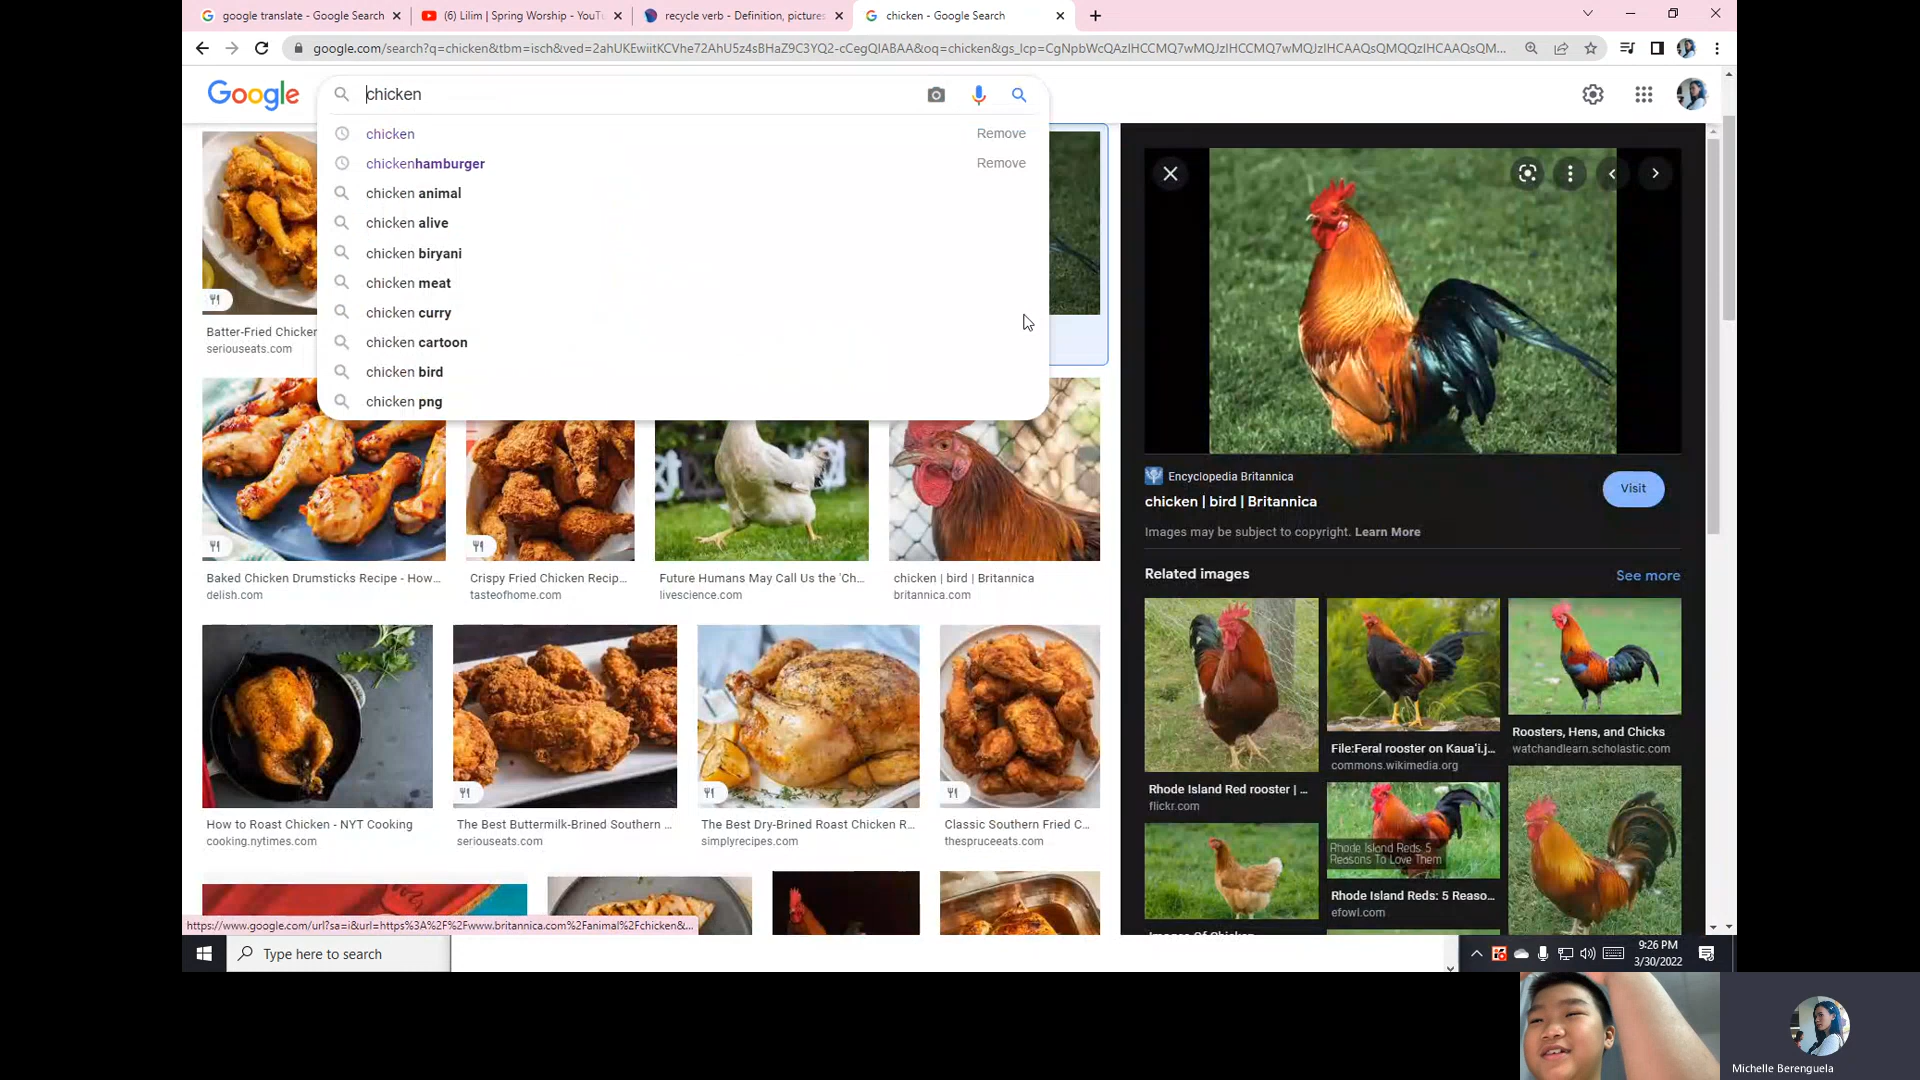 google translate - Google Search
(6) Lilim | Spring Worship - YouTu
recycle verb - Definition, pictures
chicken - Google Search
google.com/search?q=chicken&tbm=isch&ved=2ahUKEwiitKCVhe72AhU5z4sBHaZ9C3YQ2-cCegQIABAA&oq=chicken&gs_lcp=CgNpbWcQAzIHCCMQ7wMQJzIHCCMQ7wMQJzIHCAAQsQMQQzIHCAAQsQM...
Google
chicken
chicken Remove
chickenhamburger Remove
chicken animal
chicken alive
chicken biryani
chicken meat
chicken curry
chicken cartoon
chicken bird
chicken png
Batter-Fried Chicken
seriouseats.com
Baked Chicken Drumsticks Recipe - How...
delish.com
Crispy Fried Chicken Recip...
tasteofhome.com
Future Humans May Call Us the 'Ch...
livescience.com
chicken | bird | Britannica
britannica.com
How to Roast Chicken - NYT Cooking
cooking.nytimes.com
The Best Buttermilk-Brined Southern ...
seriouseats.com
The Best Dry-Brined Roast Chicken R...
simplyrecipes.com
Classic Southern Fried C...
thespruceeats.com
Encyclopedia Britannica
chicken | bird | Britannica
Visit
Images may be subject to copyright. Learn More
Related images
See more
Rhode Island Red rooster | ...
flickr.com
File:Feral rooster on Kaua'i.j...
commons.wikimedia.org
Roosters, Hens, and Chicks
watchandlearn.scholastic.com
Rhode Island Reds: 5
Reasons To Love Them
Rhode Island Reds: 5 Reaso...
efowl.com
Images Of Chicken
https://www.google.com/url?sa=i&url=https%3A%2F%2Fwww.britannica.com%2Fanimal%2Fchicken&...
Type here to search
9:26 PM
3/30/2022
Michelle Berenguela